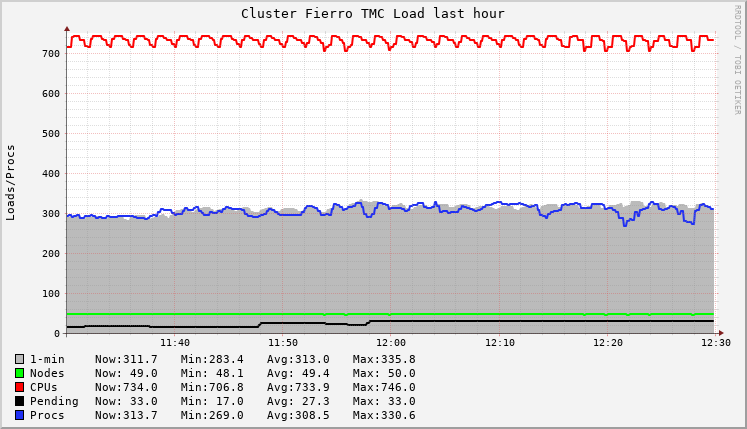 Cluster Fierro TMC Load last hour
RRDTOOL / TOBI OETIKER
Loads/Procs
700
600
500
400
300
200
100
0
11:40 11:50 12:00 12:10 12:20 12:30
1-min Now:311.7 Min:283.4 Avg:313.0 Max:335.8
Nodes Now: 49.0 Min: 48.1 Avg: 49.4 Max: 50.0
CPUs Now:734.0 Min:706.8 Avg:733.9 Max:746.0
Pending Now: 33.0 Min: 17.0 Avg: 27.3 Max: 33.0
Procs Now:313.7 Min:269.0 Avg:308.5 Max:330.6